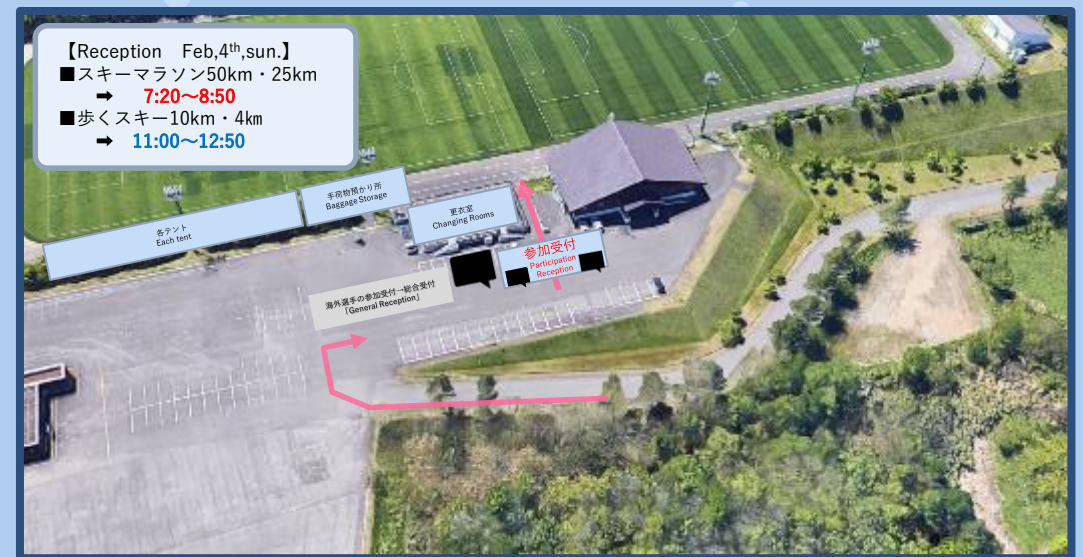 【Reception Feb,4th,sun.】
■スキーマラソン50km・25km
➡ 7:20～8:50
■歩くスキー10km・4㎞
➡ 11:00～12:50
手荷物預かり所
Baggage Storage
各テント
Each tent
更衣室
Changing Rooms
参加受付
Participation
Reception
海外選手の参加受付→総合受付
「General Reception」